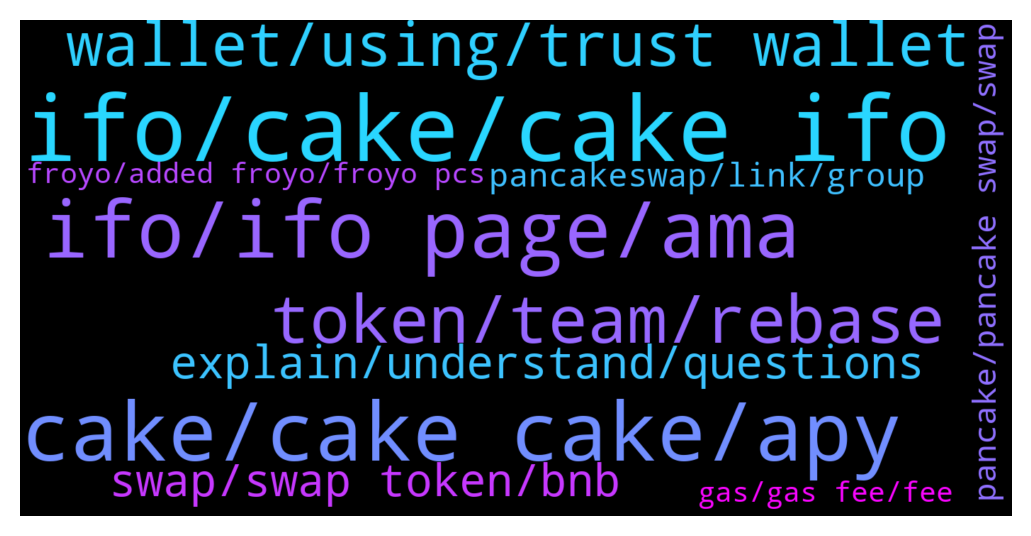 wallet/using/trust wallet
ifo/cake/cake ifo
froyo/added froyo/froyo pcs
pancakeswap/link/group
ifo/ifo page/ama
token/team/rebase
explain/understand/questions
cake/cake cake/apy
swap/swap token/bnb
gas/gas fee/fee
pancake/pancake swap/swap